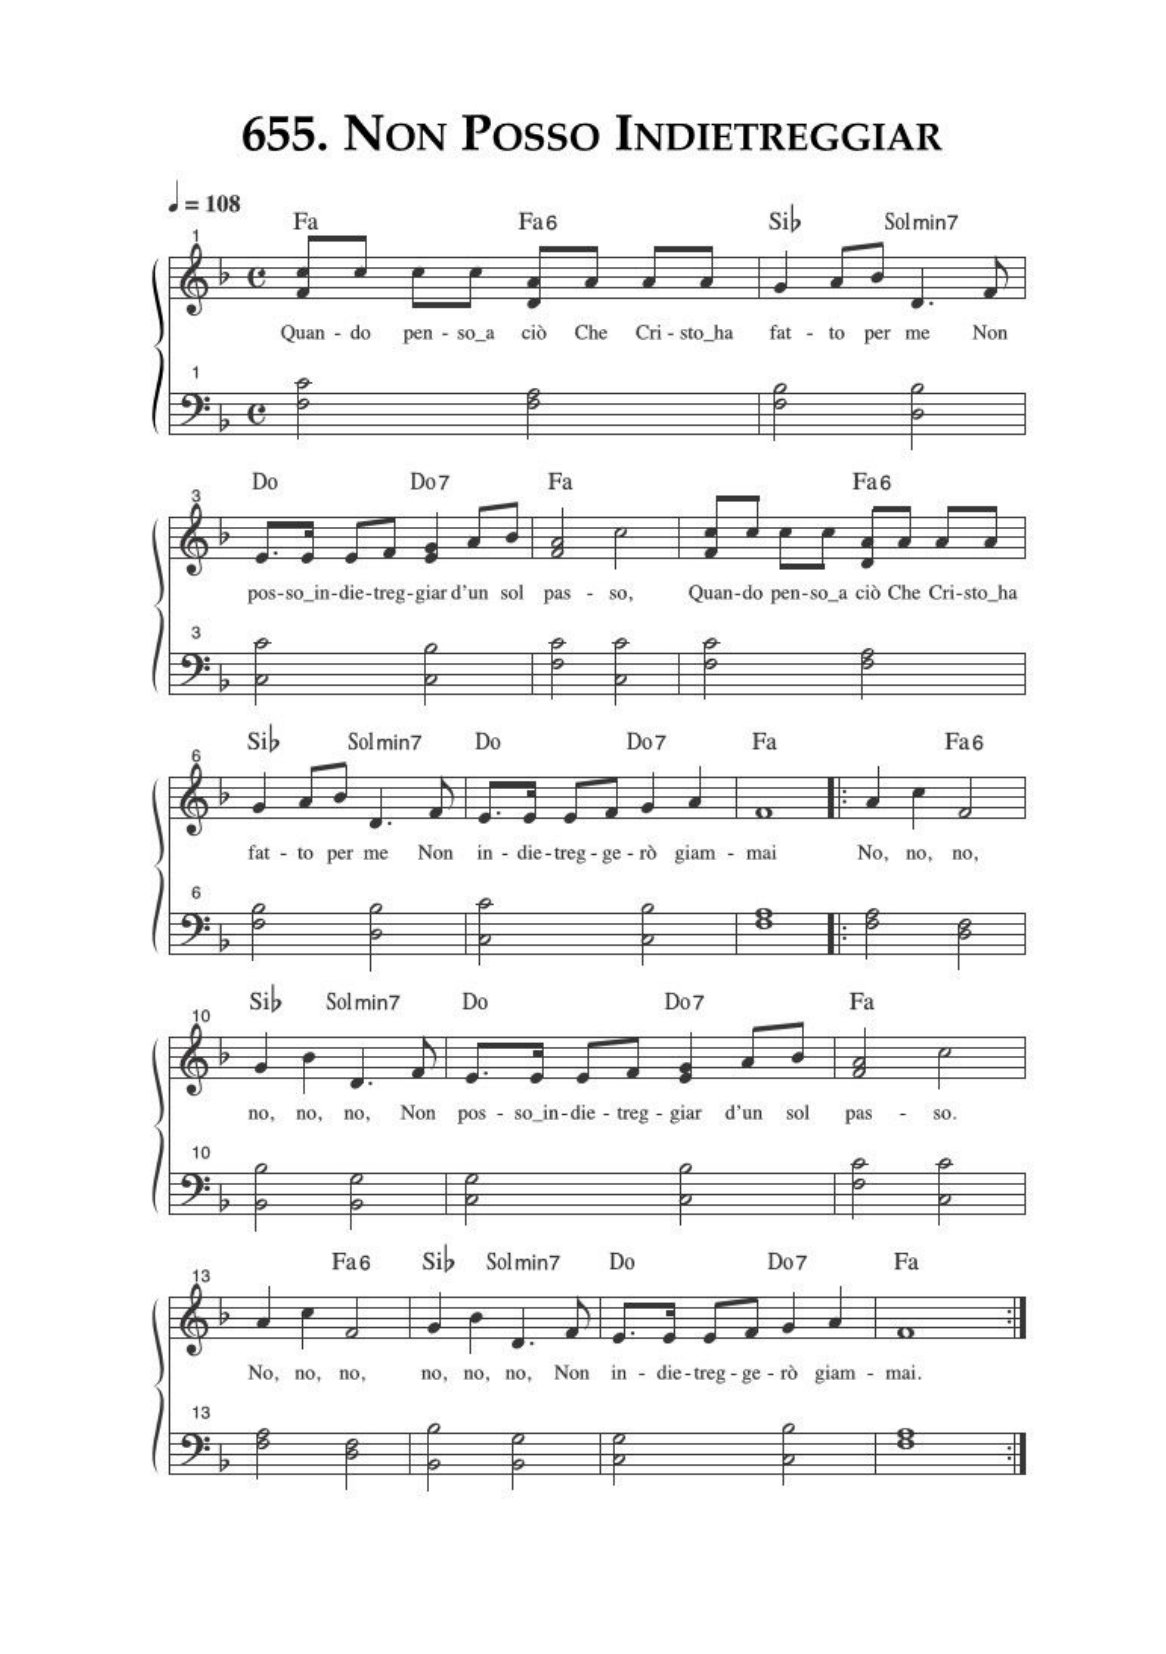 655. NON POSSO INDIETREGGIAR
♩ = 108
Fa Fa6 Si♭ Solmin7
1
Quan - do pen - so_a ciò Che Cri - sto_ha fat - to per me Non
1
Do Do7 Fa Fa6
3
pos-so_in-die-treg-giar d'un sol pas - so, Quan-do pen-so_a ciò Che Cri-sto_ha
3
Si♭ Solmin7 Do Do7 Fa Fa6
6
fat - to per me Non in - die-treg - ge - rò giam - mai No, no, no,
6
Si♭ Solmin7 Do Do7 Fa
10
no, no, no, Non pos - so_in-die - treg - giar d'un sol pas - so.
10
Fa6 Si♭ Solmin7 Do Do7 Fa
13
No, no, no, no, no, no, Non in - die-treg - ge - rò giam - mai.
13